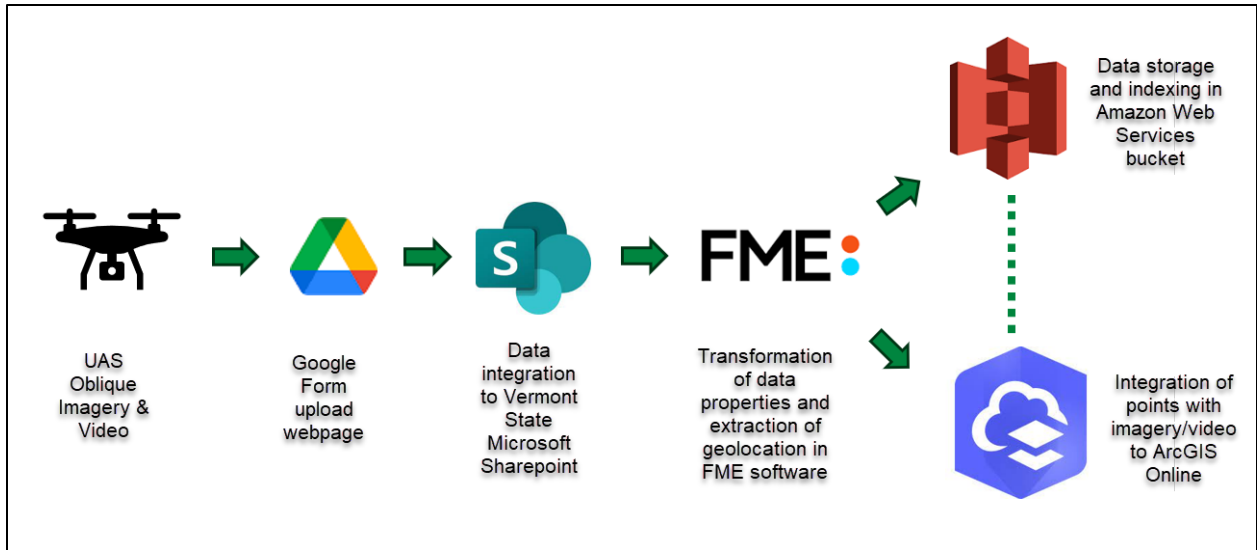 UAS
Oblique
Imagery &
Video
Google
Form
upload
webpage
S
Data
integration
to Vermont
State
Microsoft
Sharepoint
FME:
Transformation
of data
properties and
extraction of
geolocation in
FME software
Data storage
and indexing in
Amazon Web
Services
bucket
Integration of
points with
imagery/video
to ArcGIS
Online